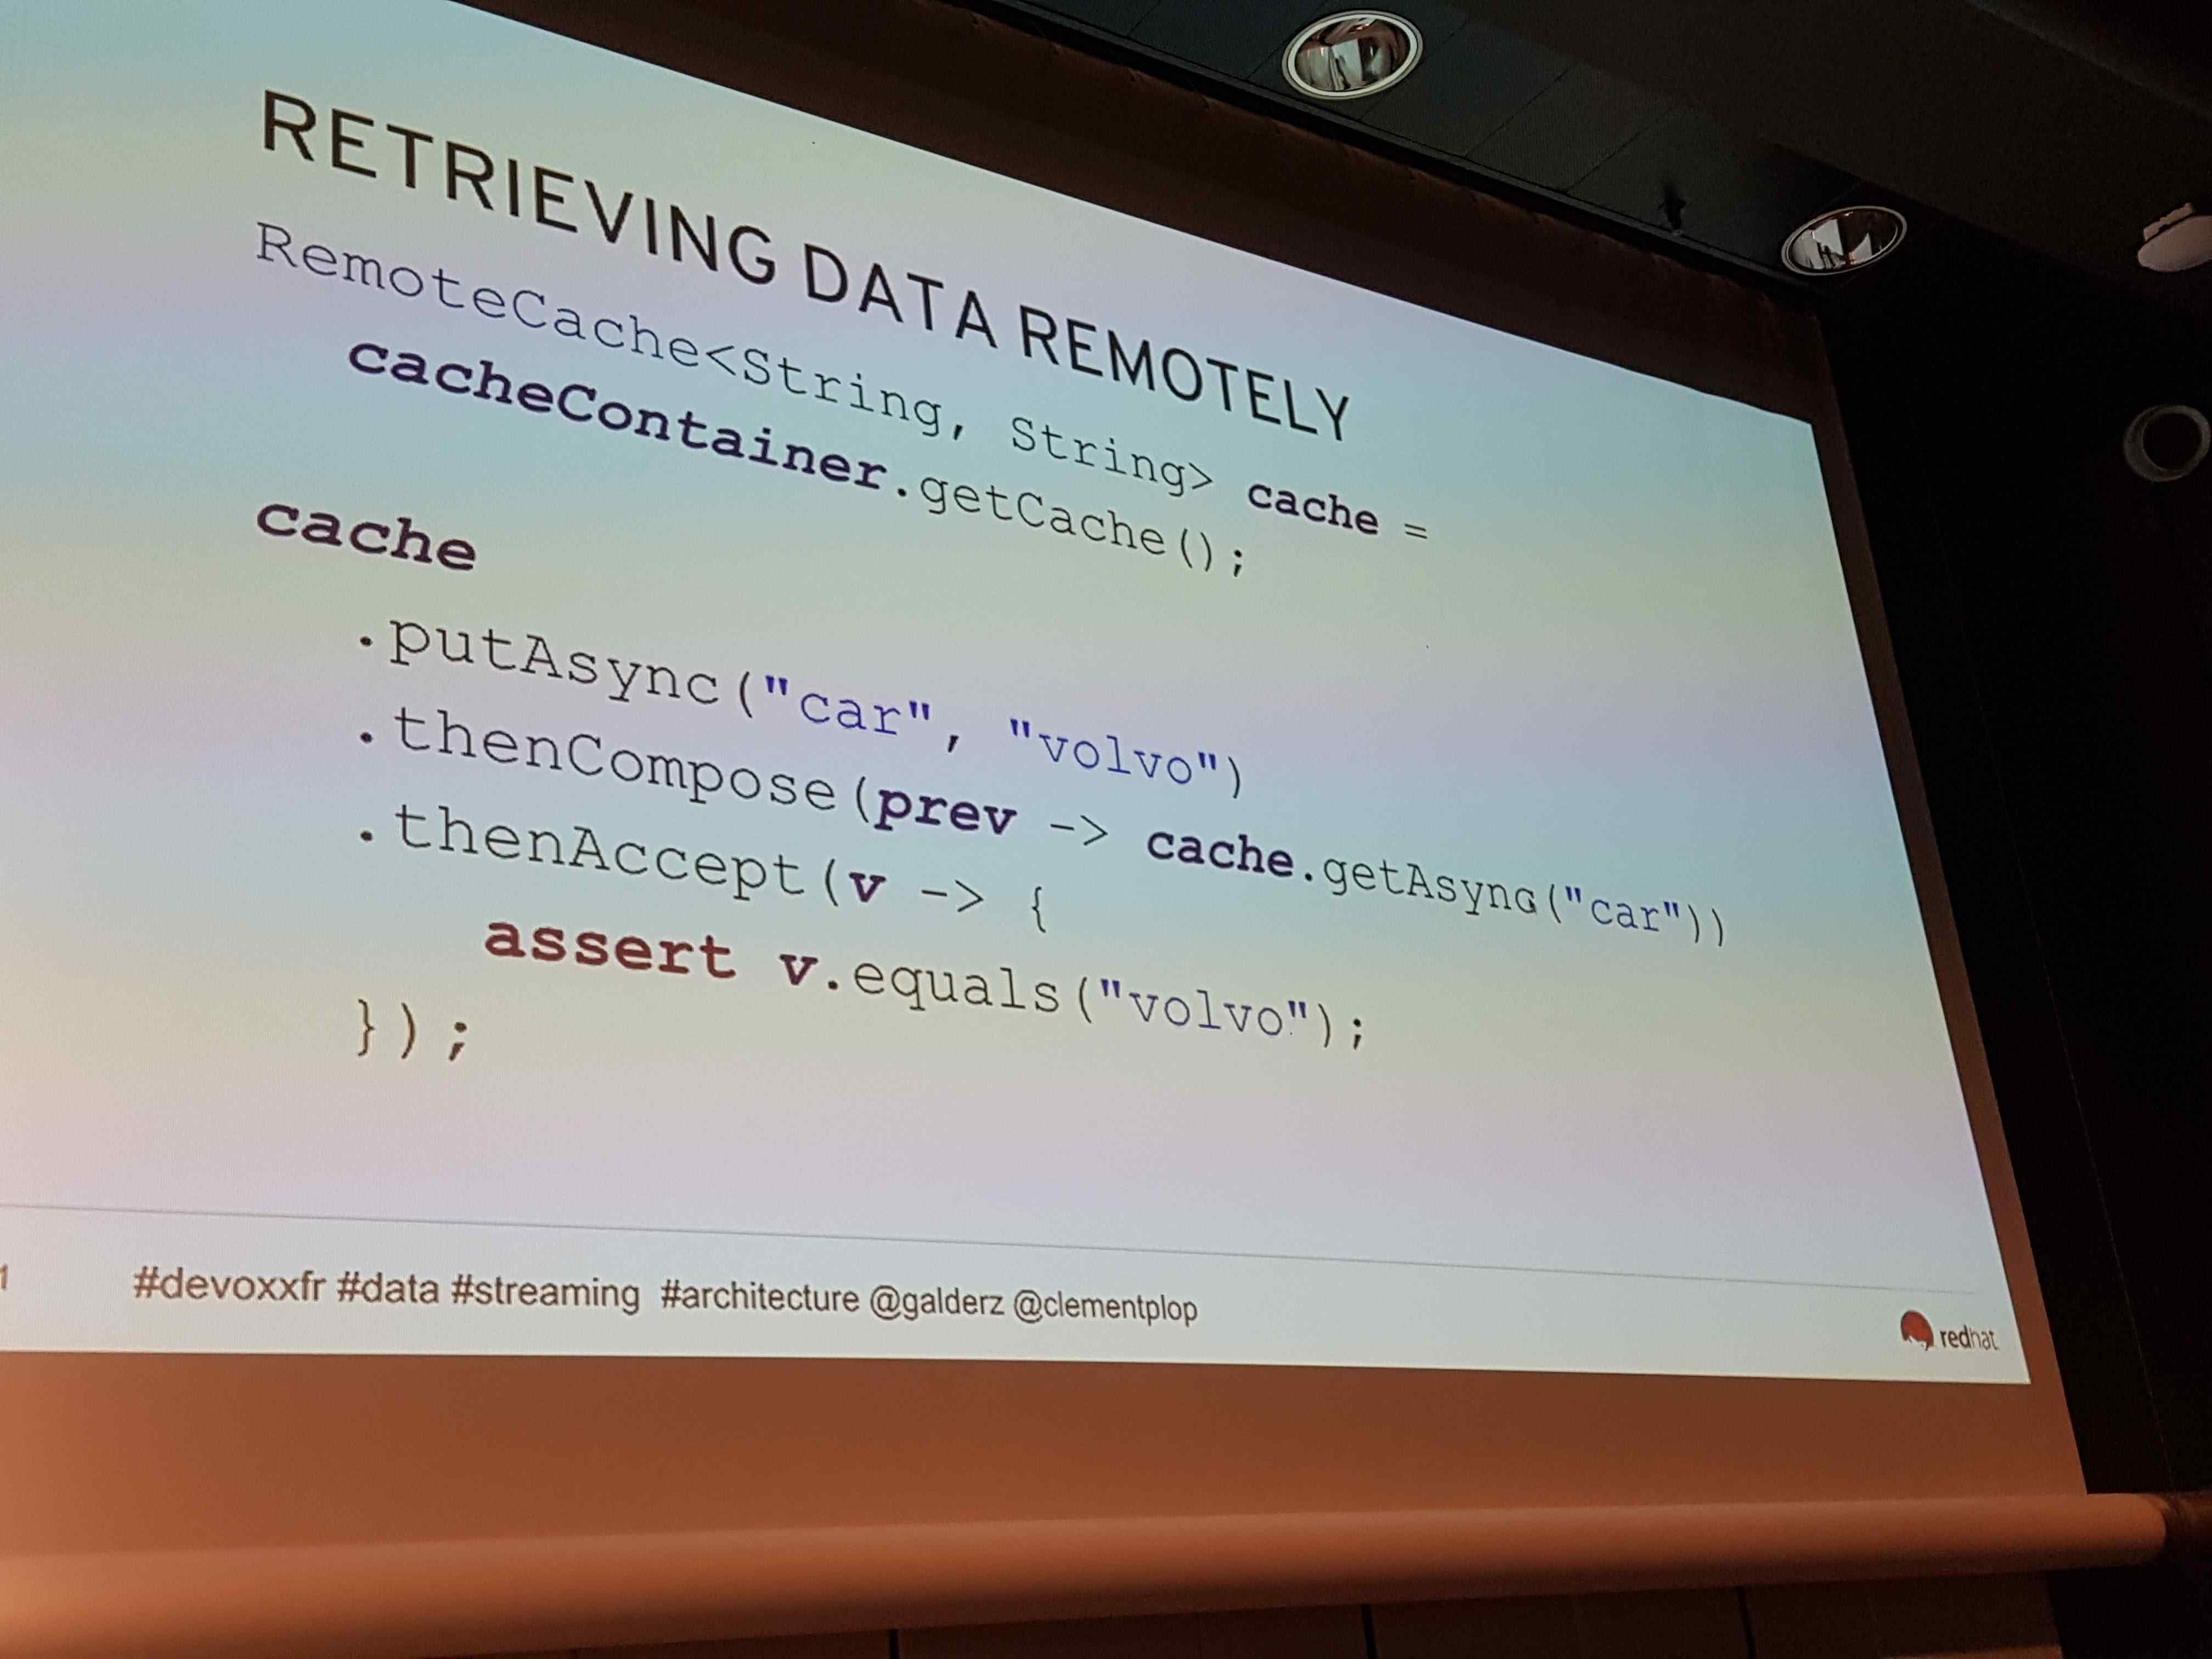 RETRIEVING DATA REMOTELY
RemoteCache<String, String> cache =
cacheContainer.getCache();
cache
.putAsync("car", "volvo")
.thenCompose(prev -> cache.getAsync("car"))
.thenAccept(v -> {
assert v.equals("volvo");
});
1 #devoxxfr #data #streaming #architecture @galderz @clementplop
redhat